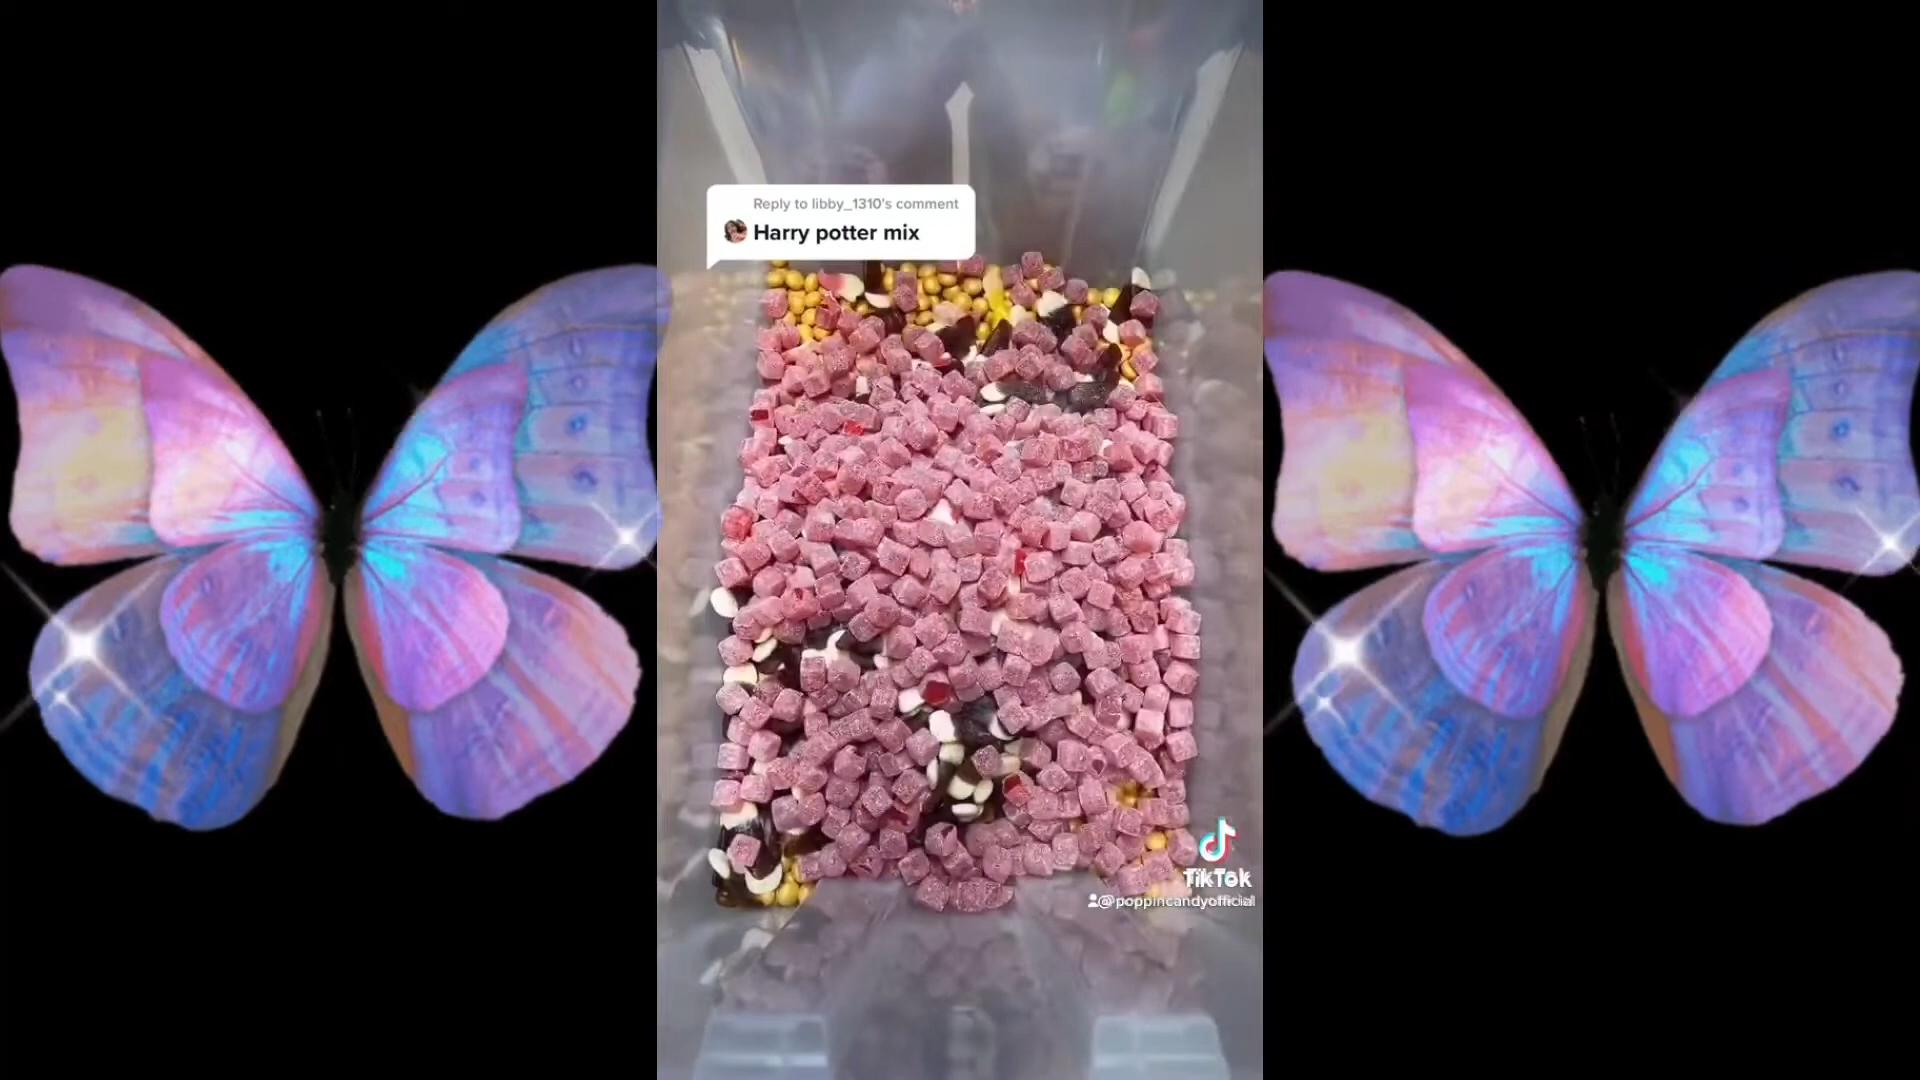 Reply to libby_1310's comment
Harry potter mix
TikTok
@poppincandyofficial